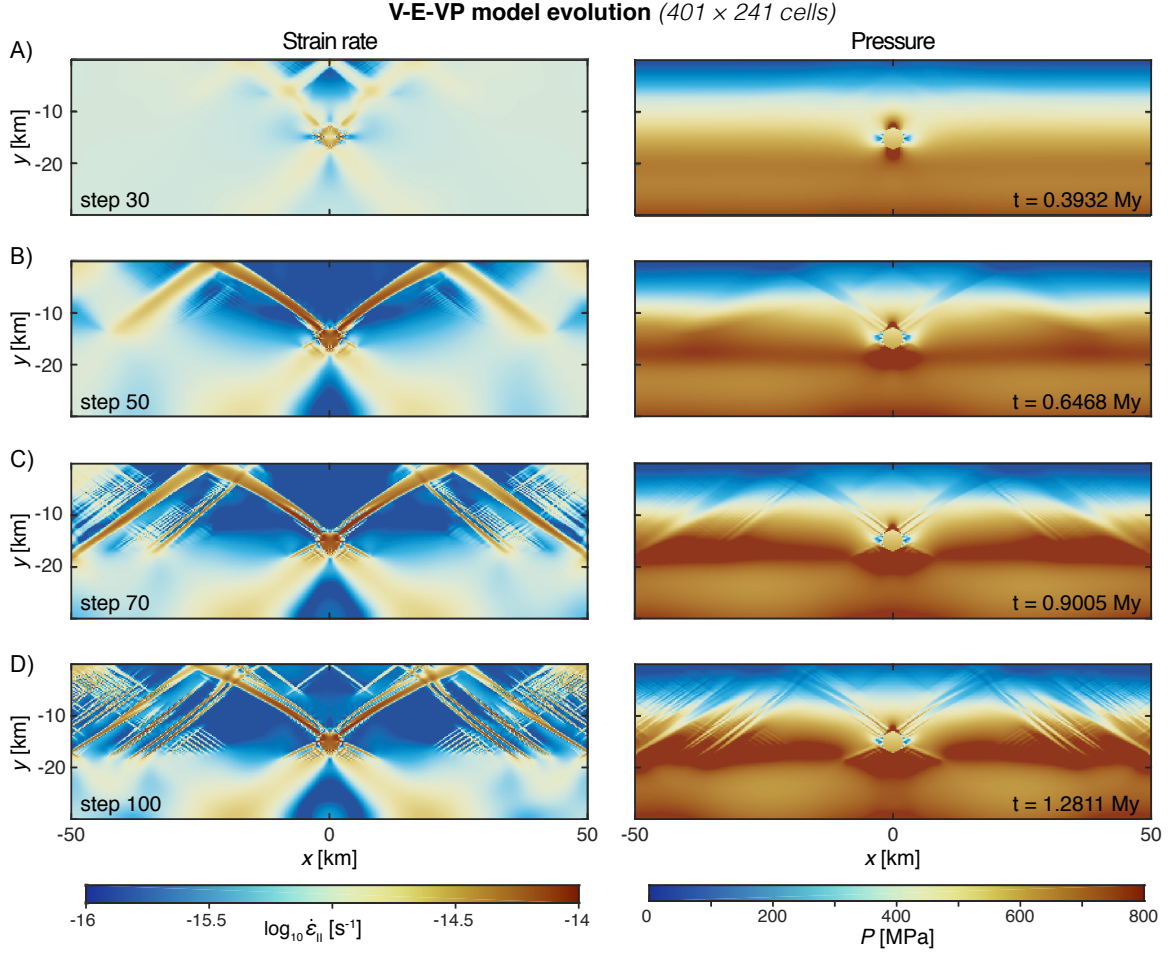 V-E-VP model evolution (401 × 241 cells)
Strain rate
Pressure
A)
-10
-20
y [km]
step 30
t = 0.3932 My
B)
-10
-20
y [km]
step 50
t = 0.6468 My
C)
-10
-20
y [km]
step 70
t = 0.9005 My
D)
-10
-20
y [km]
step 100
t = 1.2811 My
-50 0 50
-50 0 50
x [km]
x [km]
-16 -15.5 -14.5 -14
log₁₀ ε̇_II [s⁻¹]
0 200 400 600 800
P [MPa]